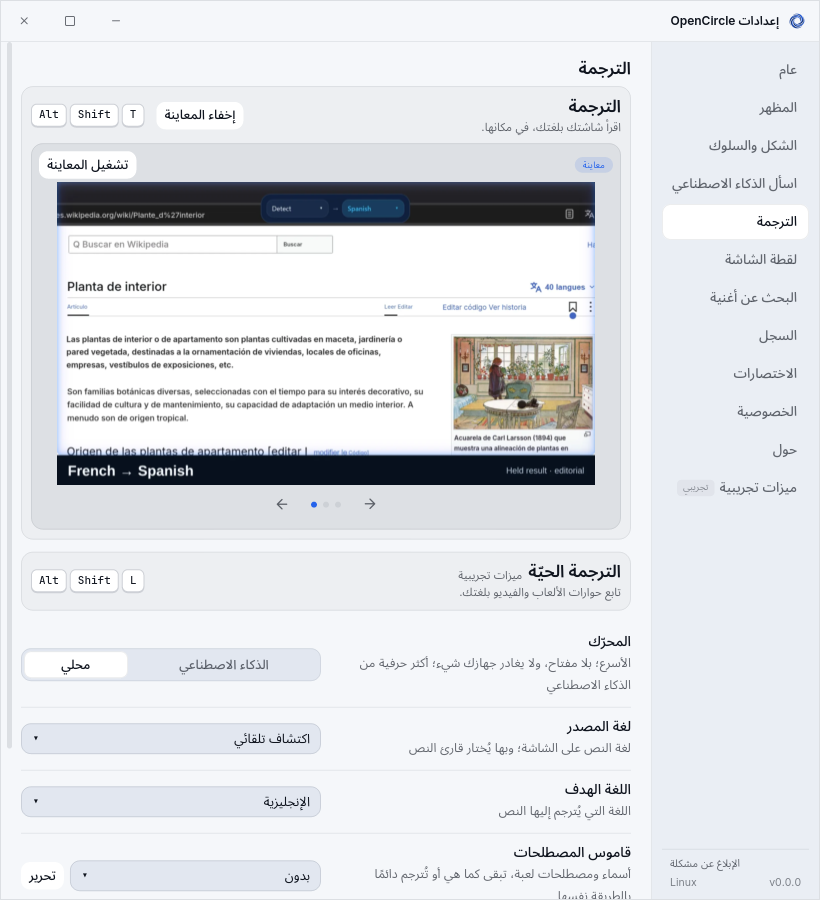 إعدادات OpenCircle
عام
المظهر
الشكل والسلوك
اسأل الذكاء الاصطناعي
الترجمة
لقطة الشاشة
البحث عن أغنية
السجل
الاختصارات
الخصوصية
حول
ميزات تجريبية تجريبي
الإبلاغ عن مشكلة
v0.0.0 Linux
الترجمة
الترجمة
إخفاء المعاينة
Alt Shift T
اقرأ شاشتك بلغتك، في مكانها.
معاينة
تشغيل المعاينة
Detect → Spanish
es.wikipedia.org/wiki/Plante_d%27interior
Q Buscar en Wikipedia Buscar
Planta de interior
40 langues
Artículo Leer Editar Editar código Ver historia
Las plantas de interior o de apartamento son plantas cultivadas en maceta, jardinería o
pared vegetada, destinadas a la ornamentación de viviendas, locales de oficinas,
empresas, vestíbulos de exposiciones, etc.
Son familias botánicas diversas, seleccionadas con el tiempo para su interés decorativo, su
facilidad de cultura y de mantenimiento, su capacidad de adaptación un medio interior. A
menudo son de origen tropical.
Acuarela de Carl Larsson (1894) que
muestra una alineación de plantas en
Origen de las plantas de apartamento [editar |
French → Spanish
Held result · editorial
الترجمة الحيّة ميزات تجريبية
Alt Shift L
تابع حوارات الألعاب والفيديو بلغتك.
المحرّك
الأسرع؛ بلا مفتاح، ولا يغادر جهازك شيء؛ أكثر حرفية من
الذكاء الاصطناعي
الذكاء الاصطناعي محلي
لغة المصدر
لغة النص على الشاشة؛ وبها يُختار قارئ النص
اكتشاف تلقائي
اللغة الهدف
اللغة التي يُترجم إليها النص
الإنجليزية
قاموس المصطلحات
أسماء ومصطلحات لعبة، تبقى كما هي أو تُترجم دائمًا
بالطريقة نفسها
بدون
تحرير